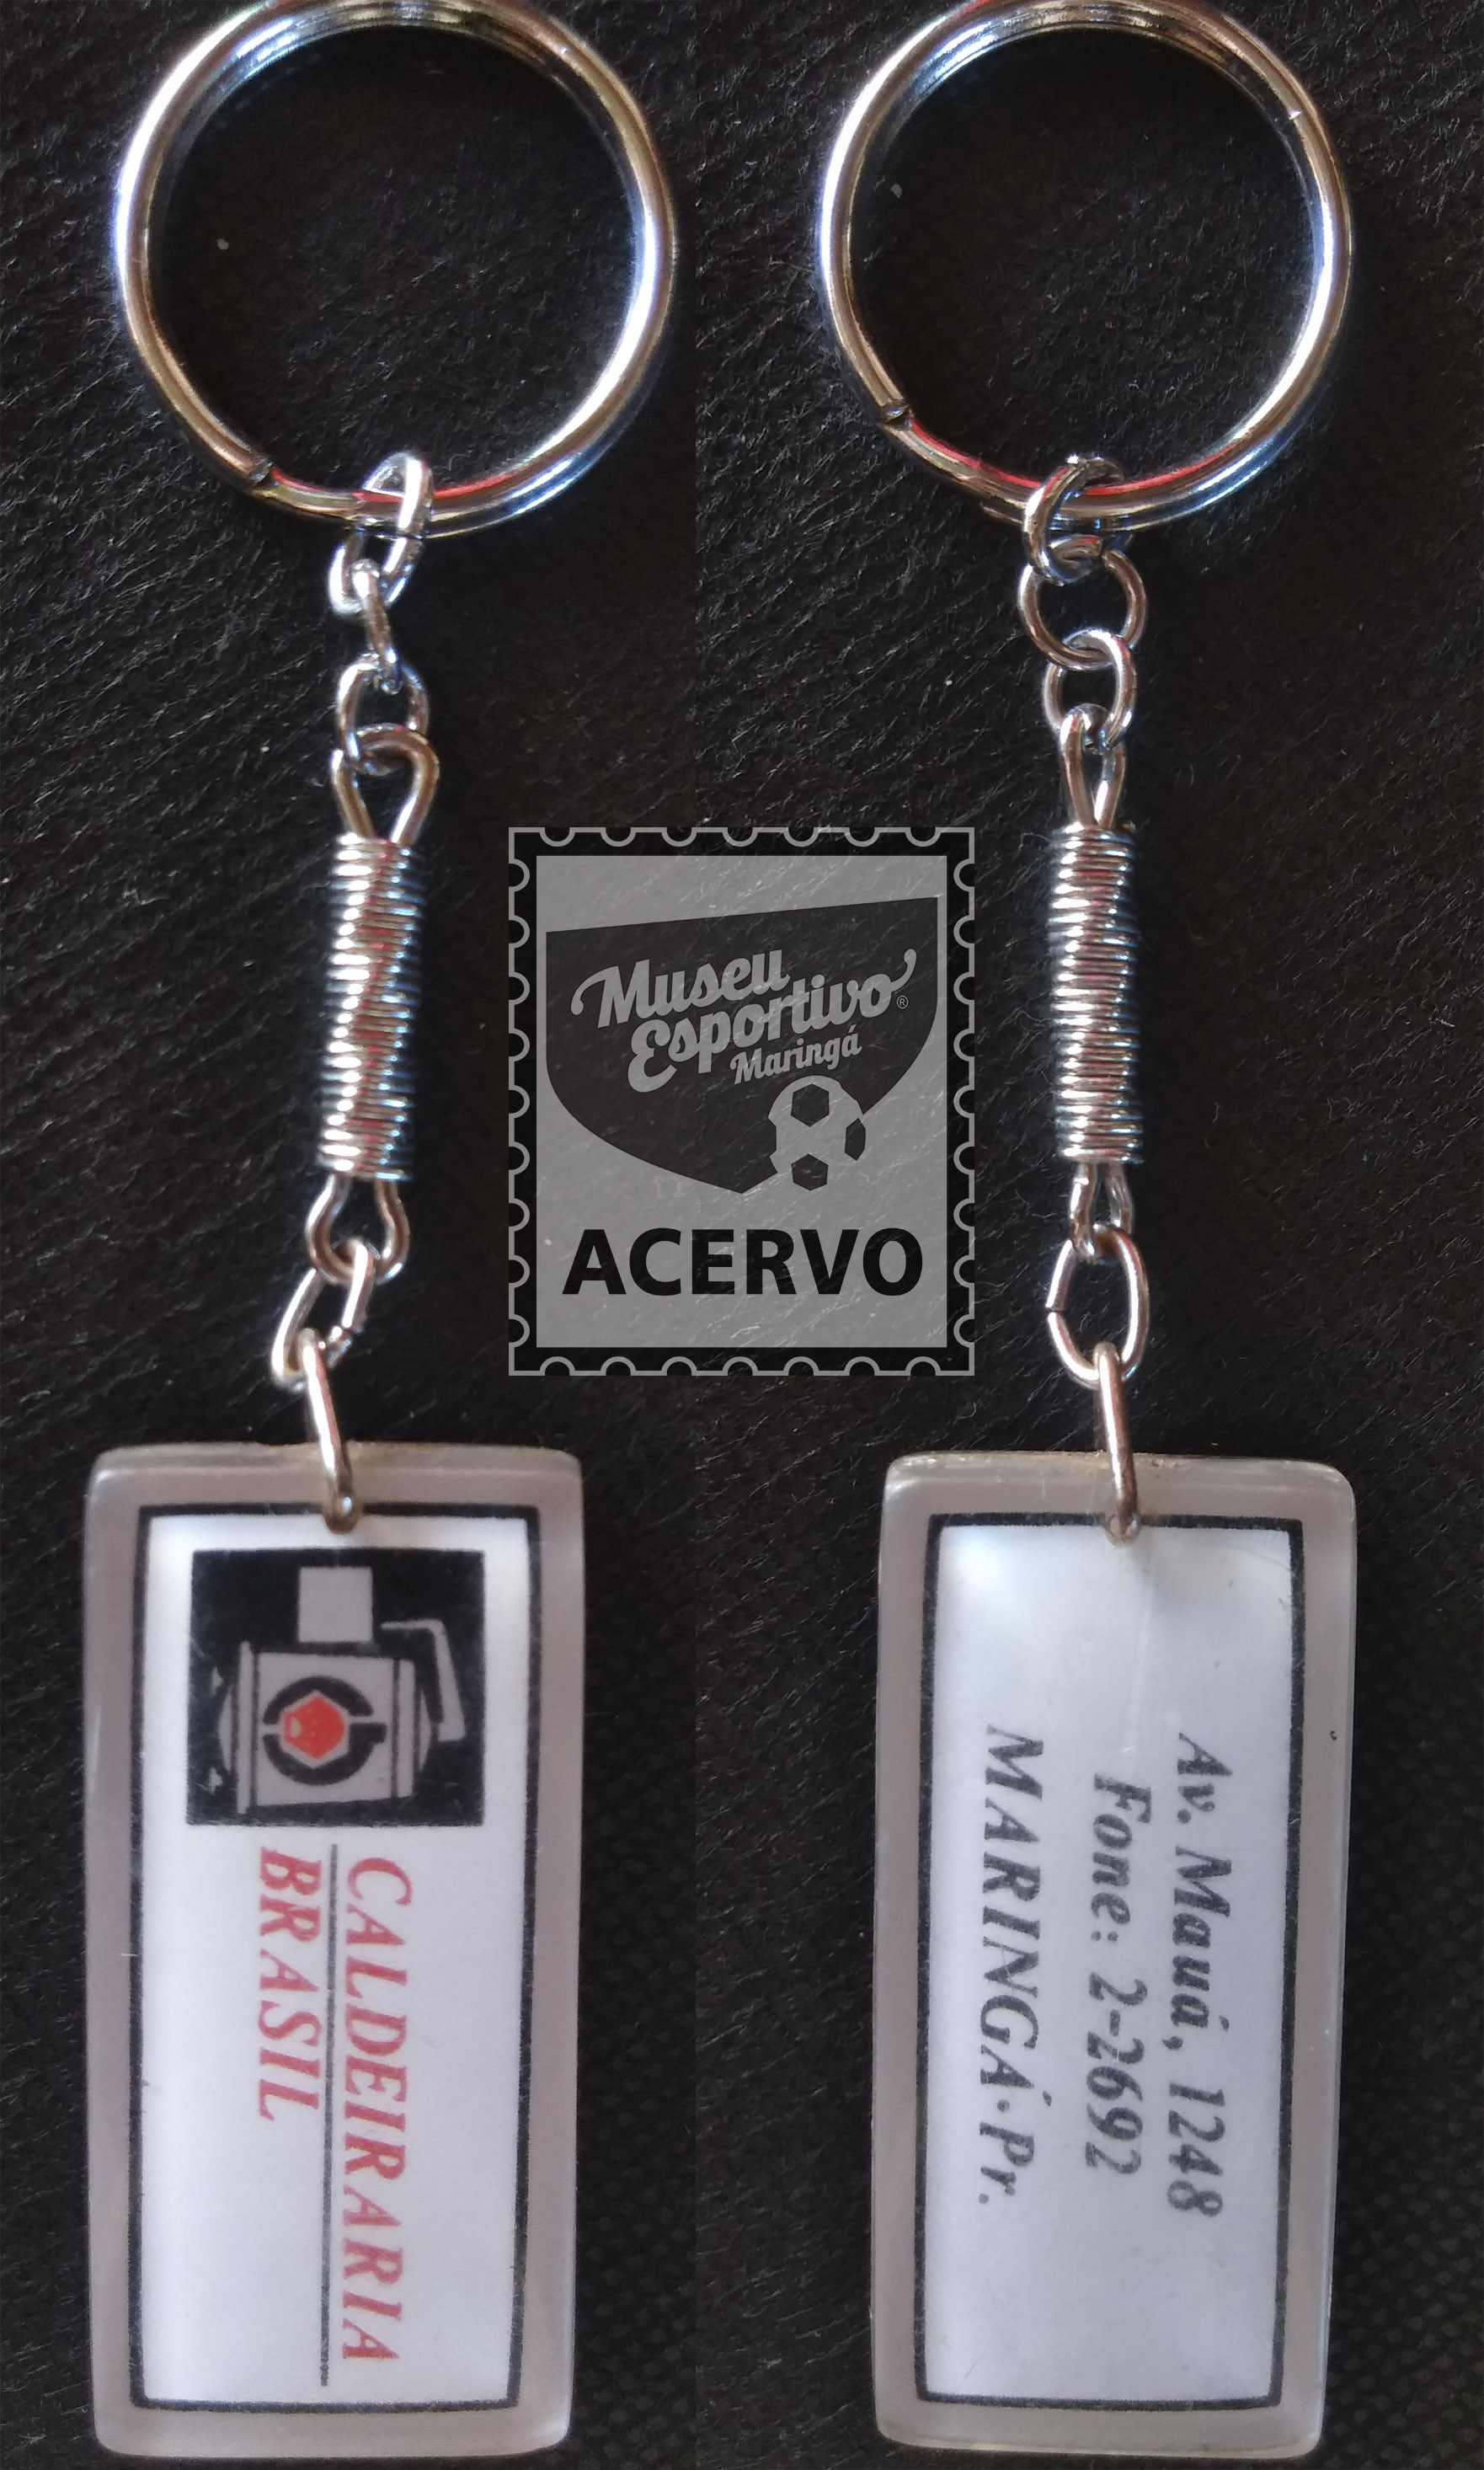 Museu
Esportivo®
Maringá
ACERVO
CALDEIRARIA
BRASIL
Av. Mauá, 1248
Fone: 2-2692
MARINGÁ·Pr.